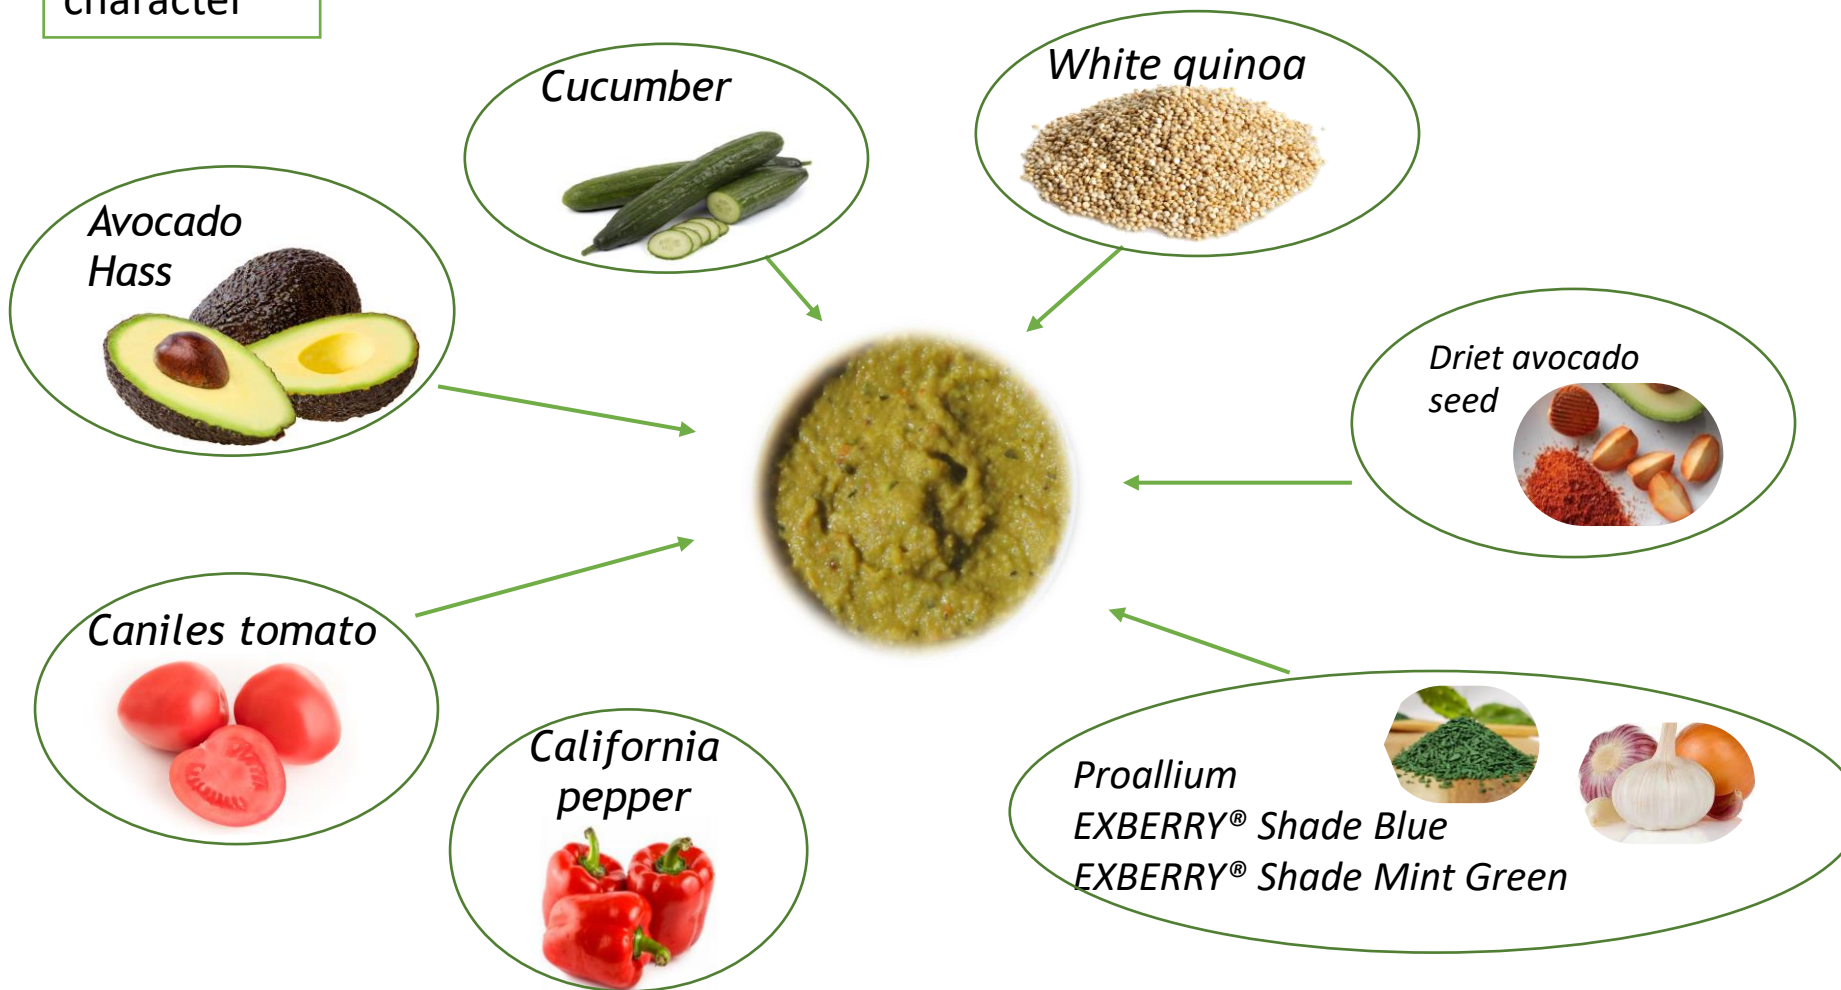 character
Cucumber
White quinoa
Avocado
Hass
Driet avocado
seed
Caniles tomato
California
pepper
Proallium
EXBERRY® Shade Blue
EXBERRY® Shade Mint Green